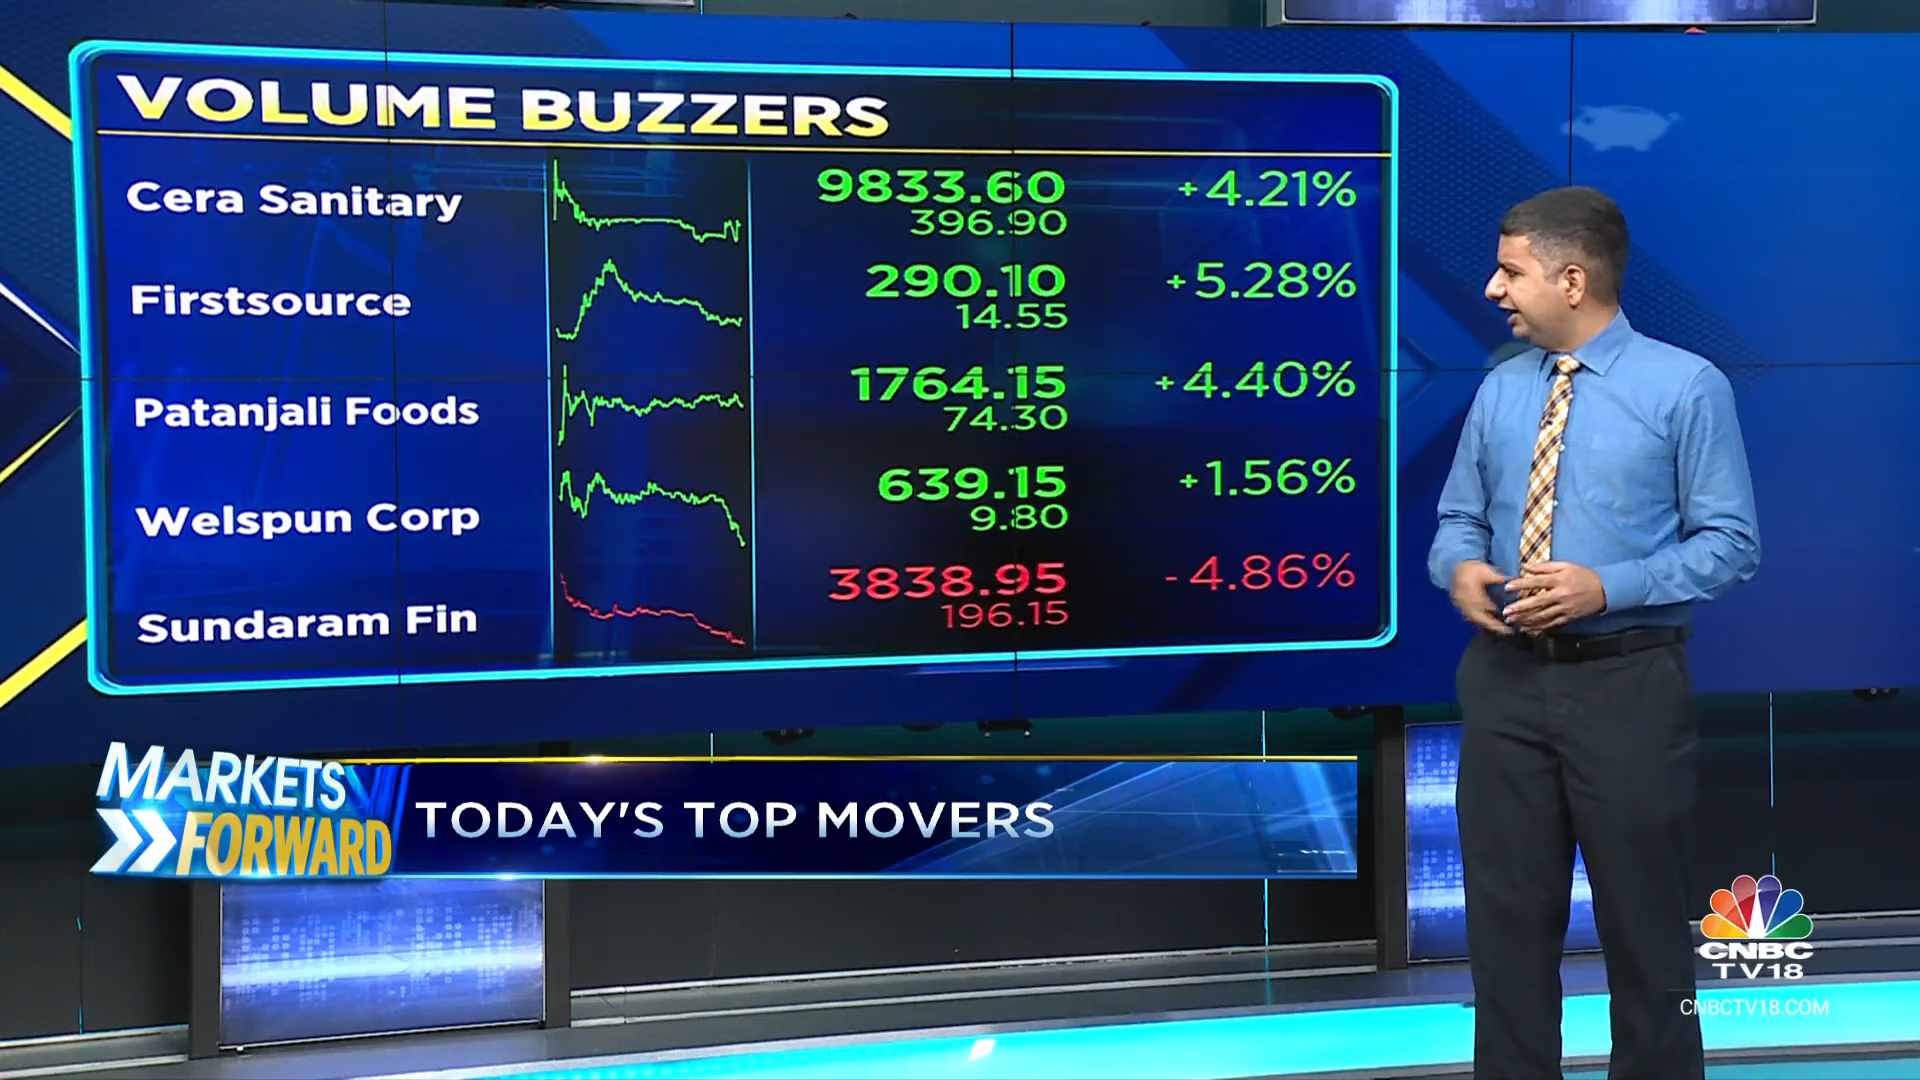 VOLUME BUZZERS
Cera Sanitary 9833.60 +4.21%
396.90
Firstsource 290.10 +5.28%
14.55
Patanjali Foods 1764.15 +4.40%
74.30
Welspun Corp 639.15 +1.56%
9.80
Sundaram Fin 3838.95 -4.86%
196.15
MARKETS
FORWARD
TODAY'S TOP MOVERS
CNBC
TV18
CNBCTV18.COM